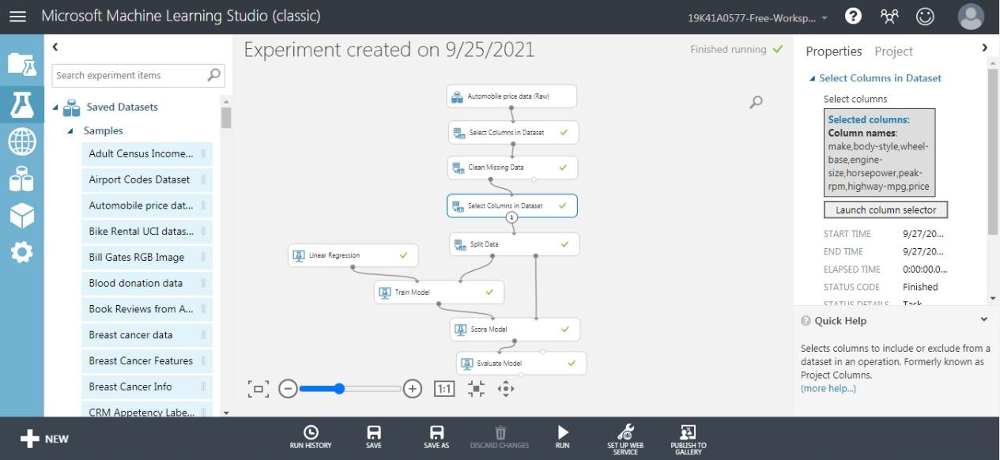 Microsoft Machine Learning Studio (classic)
19K41A0577-Free-Worksp...
?
Search experiment items
Saved Datasets
Samples
Adult Census Income...
Airport Codes Dataset
Automobile price dat...
Bike Rental UCI datas...
Bill Gates RGB Image
Blood donation data
Book Reviews from A...
Breast cancer data
Breast Cancer Features
Breast Cancer Info
CRM Appetency Labe...
Experiment created on 9/25/2021
Finished running
Automobile price data (Raw)
Select Columns in Dataset
Clean Missing Data
Select Columns in Dataset
1
Split Data
Linear Regression
Train Model
Score Model
Evaluate Model
1:1
Properties Project
Select Columns in Dataset
Select columns
Selected columns:
Column names:
make,body-style,wheel-
base,engine-
size,horsepower,peak-
rpm,highway-mpg,price
Launch column selector
START TIME 9/27/20...
END TIME 9/27/20...
ELAPSED TIME 0:00:00.0...
STATUS CODE Finished
STATUS DETAILS Task
? Quick Help
Selects columns to include or exclude from a
dataset in an operation. Formerly known as
Project Columns.
(more help...)
NEW
RUN HISTORY
SAVE
SAVE AS
DISCARD CHANGES
RUN
SET UP WEB
SERVICE
PUBLISH TO
GALLERY